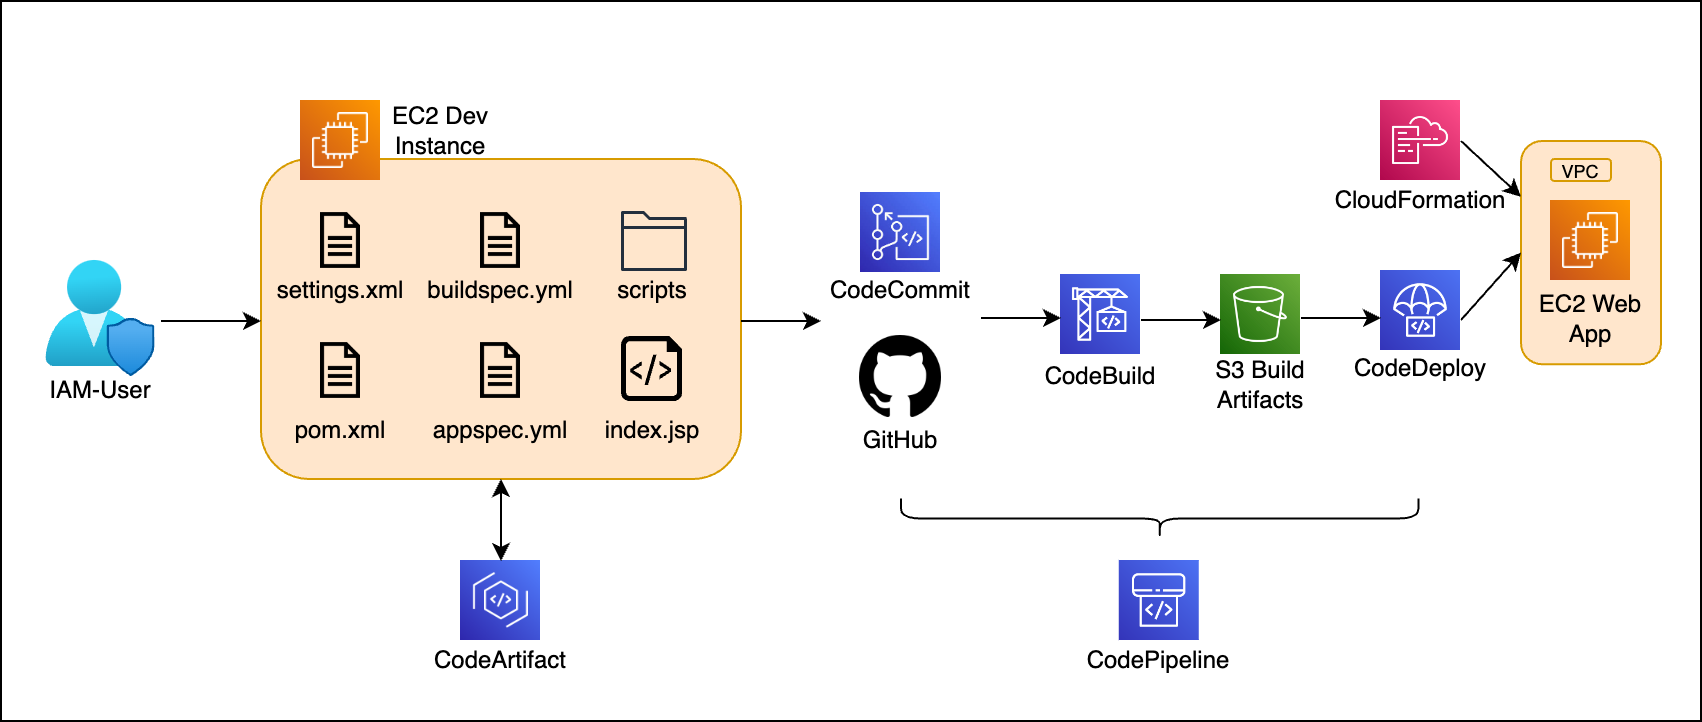 EC2 Dev
Instance
settings.xml
buildspec.yml
scripts
pom.xml
appspec.yml
index.jsp
IAM-User
CodeArtifact
CodeCommit
GitHub
CodeBuild
S3 Build
Artifacts
CodeDeploy
CloudFormation
VPC
EC2 Web
App
CodePipeline